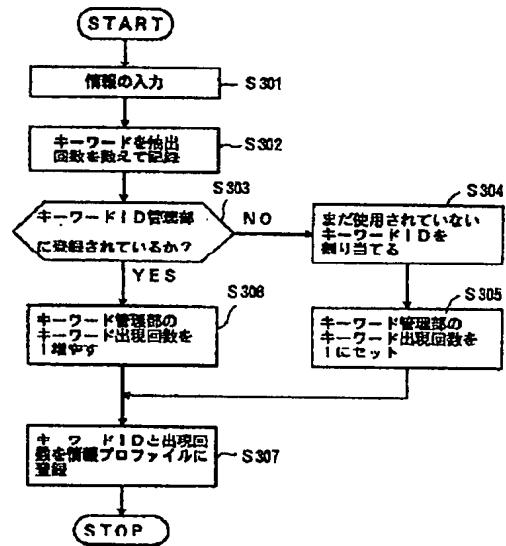 START
情報の入力
S301
キーワードを抽出
回数を数えて記録
S302
S303
キーワードID管理部
に登録されているか?
NO
YES
S304
まだ使用されていない
キーワードIDを
割り当てる
S306
キーワード管理部の
キーワード出現回数を
1増やす
S305
キーワード管理部の
キーワード出現回数を
1にセット
キーワードIDと出現回
数を情報プロファイルに
登録
S307
STOP